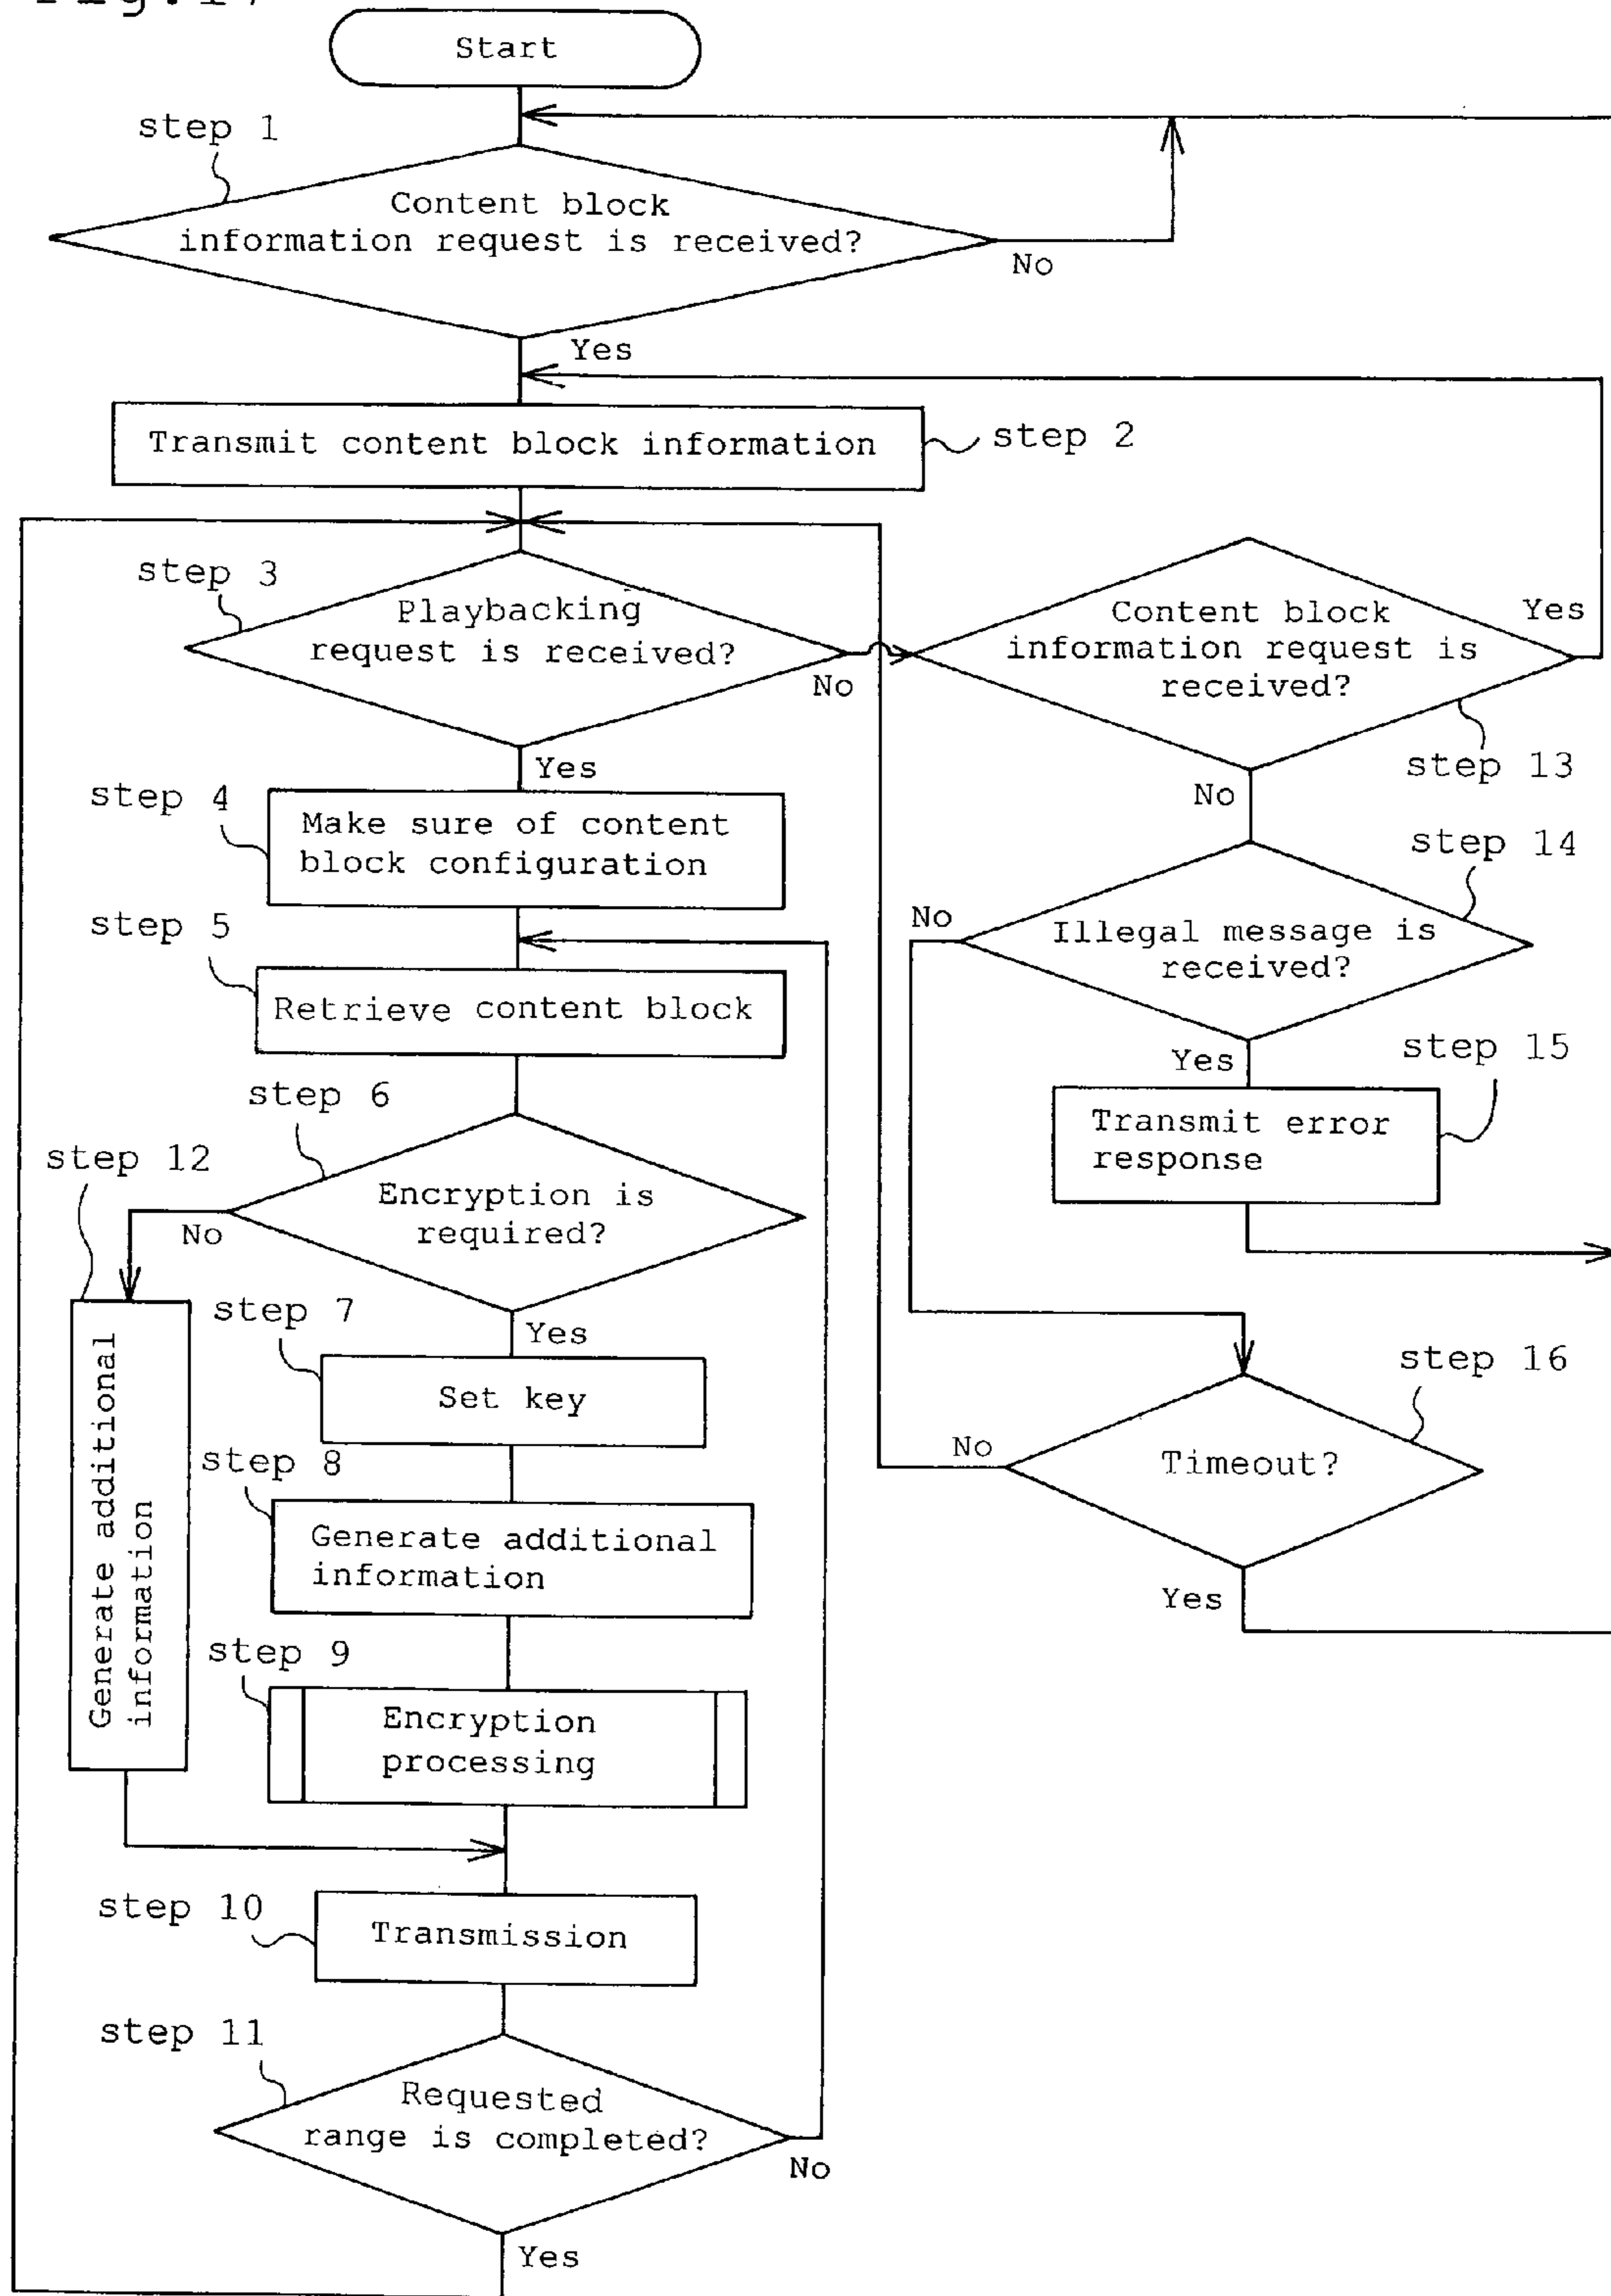 Start
step 1
Content block
information request is received?
No
Yes
Transmit content block information
step 2
step 3
Playbacking
request is received?
No
Yes
Content block
information request is
received?
Yes
step 13
No
step 4
Make sure of content
block configuration
step 14
Illegal message is
received?
No
Yes
step 5
Retrieve content block
step 15
Transmit error
response
step 6
Encryption is
required?
No
Yes
step 12
Generate additional
information
step 7
Set key
step 16
Timeout?
No
Yes
step 8
Generate additional
information
step 9
Encryption
processing
step 10
Transmission
step 11
Requested
range is completed?
No
Yes